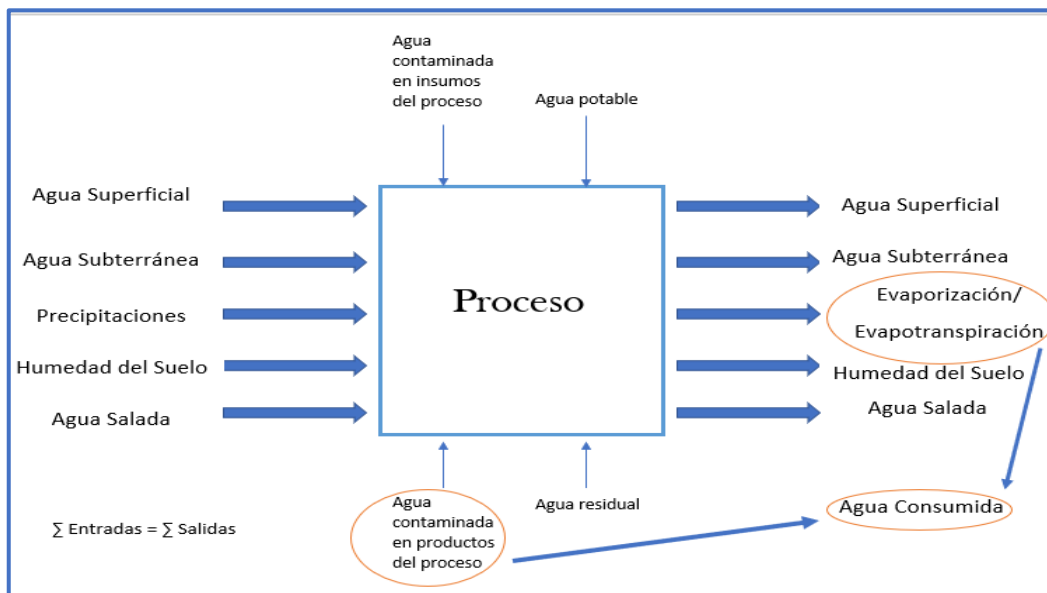 Agua
contaminada
en insumos
del proceso
Agua potable
Agua Superficial
Agua Subterránea
Precipitaciones
Humedad del Suelo
Agua Salada
Proceso
Agua Superficial
Agua Subterránea
Evaporización/
Evapotranspiración
Humedad del Suelo
Agua Salada
Agua
contaminada
en productos
del proceso
Agua residual
Agua Consumida
∑ Entradas = ∑ Salidas